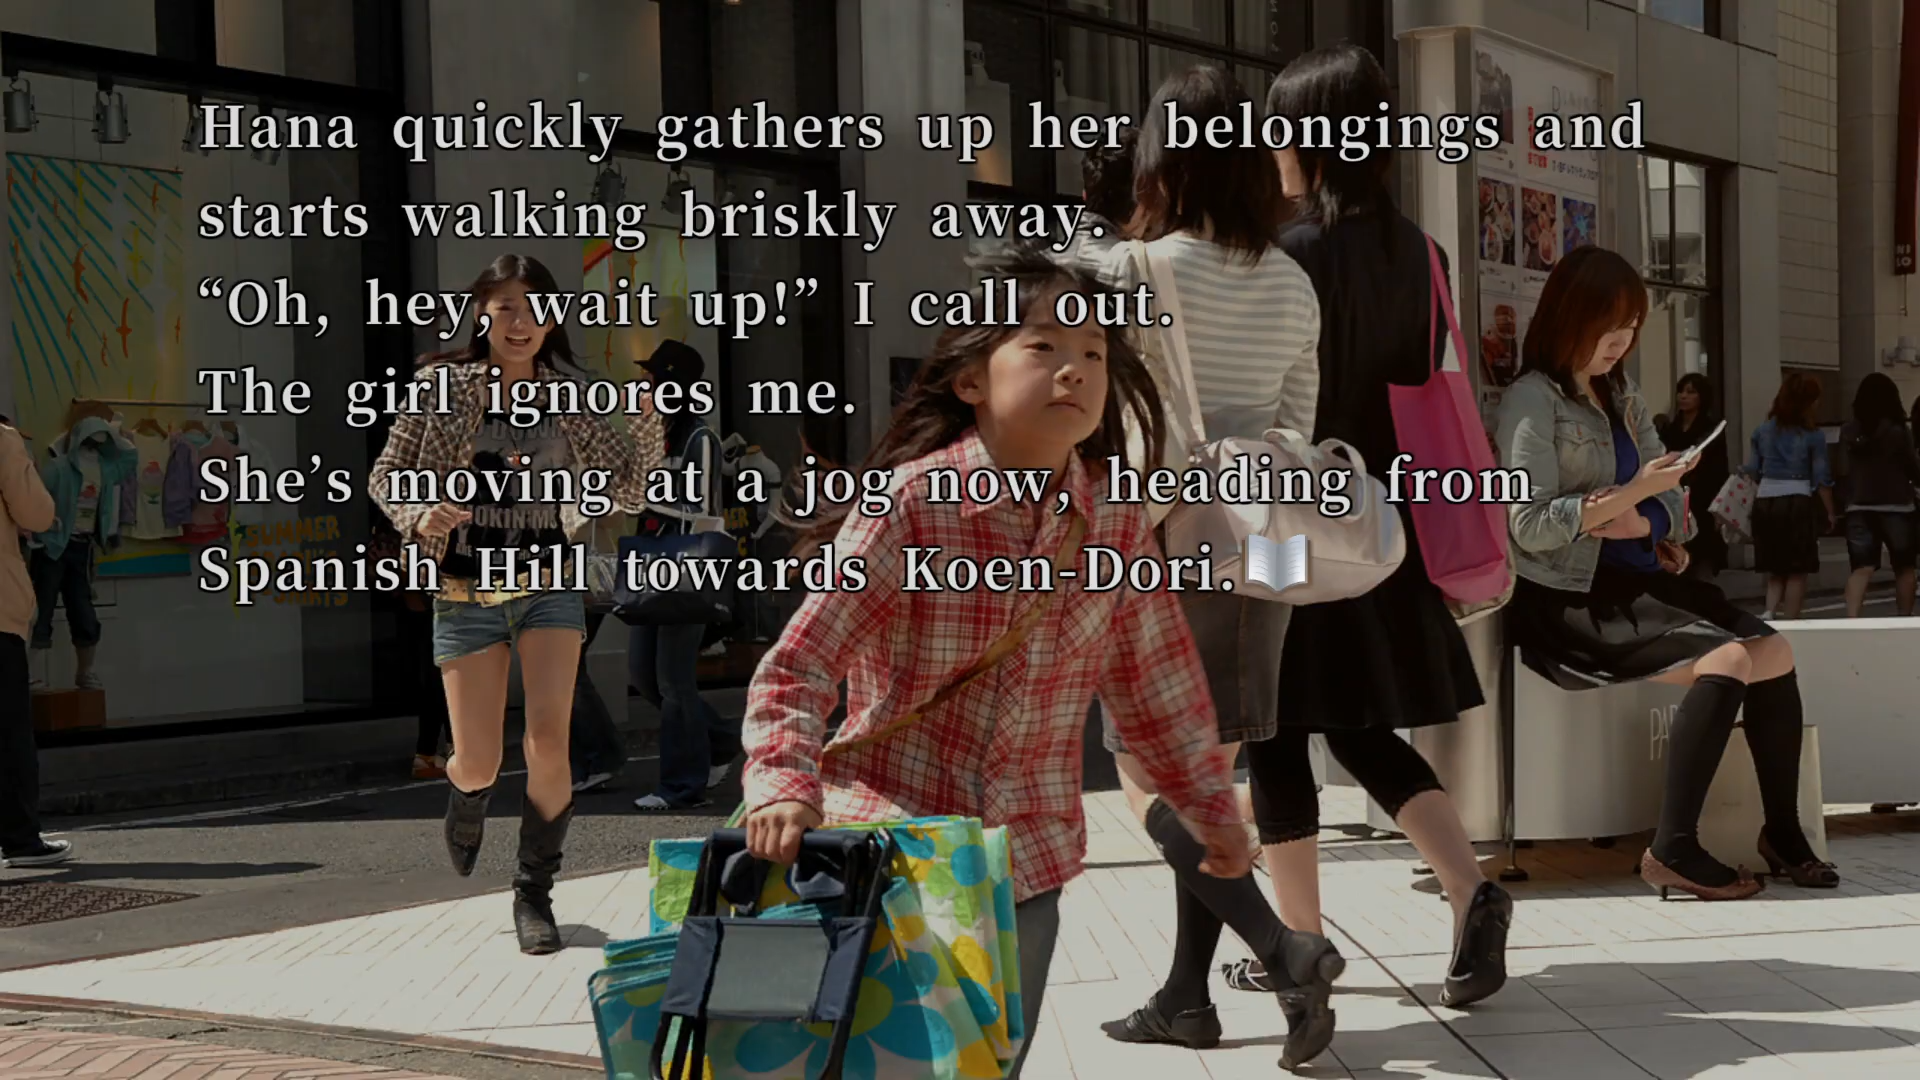 Hana quickly gathers up her belongings and
starts walking briskly away.
“Oh, hey, wait up!” I call out.
The girl ignores me.
She’s moving at a jog now, heading from
Spanish Hill towards Koen-Dori.
SUMMER